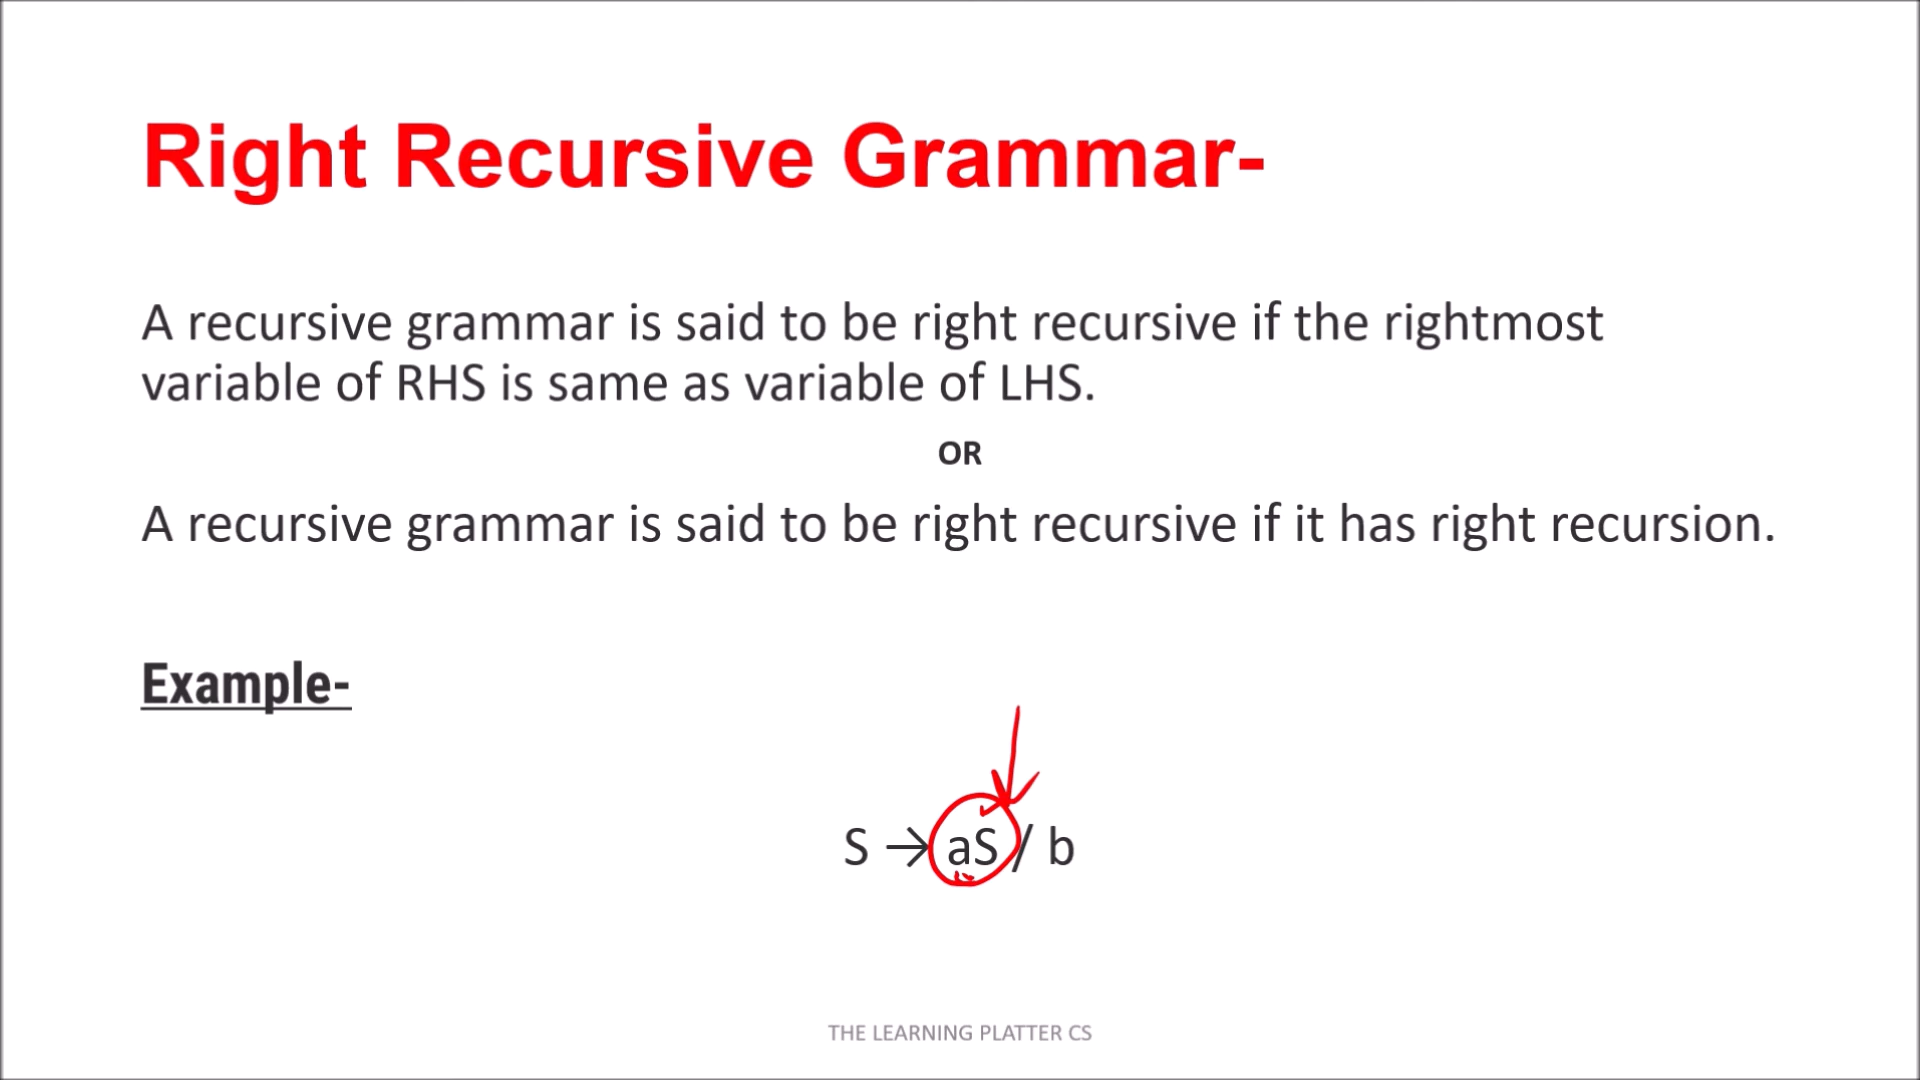 Right Recursive Grammar-
A recursive grammar is said to be right recursive if the rightmost
variable of RHS is same as variable of LHS.
OR
A recursive grammar is said to be right recursive if it has right recursion.
Example-
S → aS / b
THE LEARNING PLATTER CS